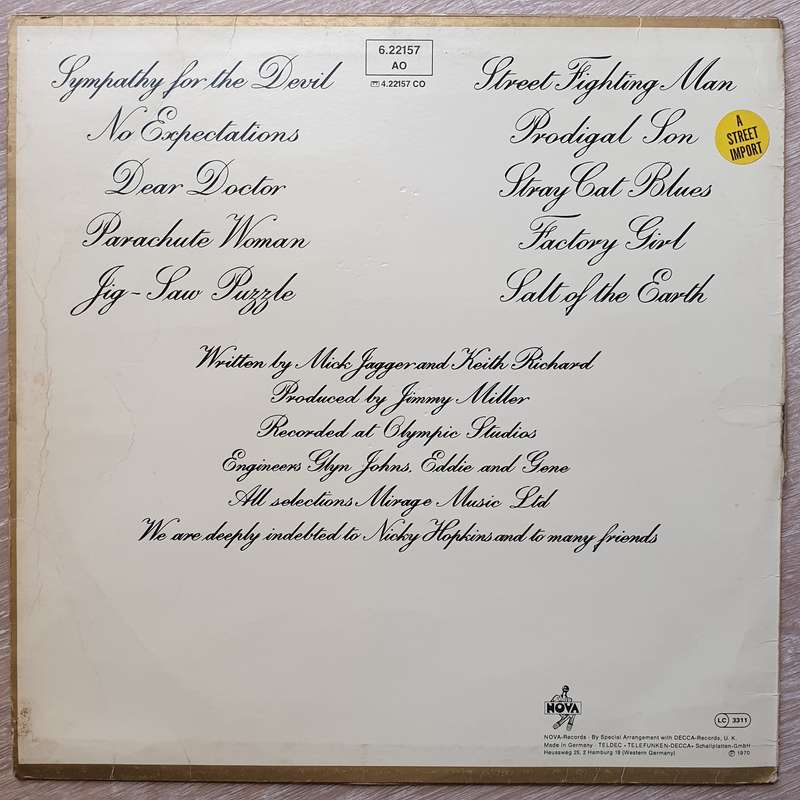 6.22157
AO
4.22157 CO
Sympathy for the Devil
No Expectations
Dear Doctor
Parachute Woman
Jig-Saw Puzzle
Street Fighting Man
Prodigal Son
Stray Cat Blues
Factory Girl
Salt of the Earth
A
STREET
IMPORT
Written by Mick Jagger and Keith Richard
Produced by Jimmy Miller
Recorded at Olympic Studios
Engineers Glyn Johns, Eddie and Gene
All selections Mirage Music Ltd
We are deeply indebted to Nicky Hopkins and to many friends
NOVA
LC 3311
NOVA-Records · By Special Arrangement with DECCA-Records, U. K.
Made in Germany · TELDEC »TELEFUNKEN-DECCA« Schallplatten-GmbH
Heussweg 25, 2 Hamburg 19 (Western Germany)
℗ 1970